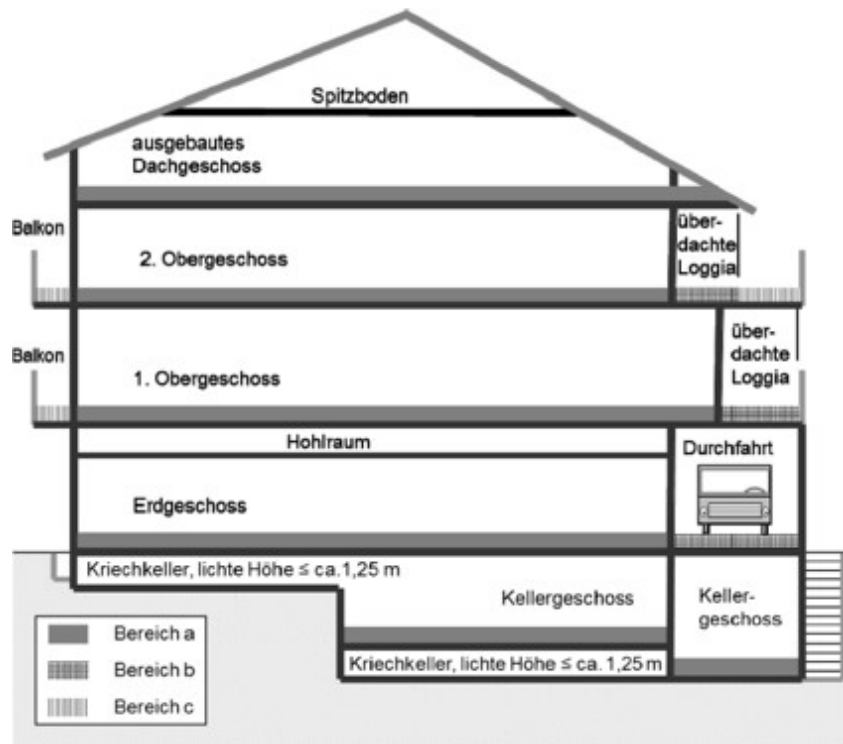 Spitzboden
ausgebautes
Dachgeschoss
Balkon
2. Obergeschoss
über-
dachte
Loggia
Balkon
1. Obergeschoss
über-
dachte
Loggia
Hohlraum
Durchfahrt
Erdgeschoss
Kriechkeller, lichte Höhe ≤ ca.1,25 m
Kellergeschoss
Keller-
geschoss
Kriechkeller, lichte Höhe ≤ ca. 1,25 m
Bereich a
Bereich b
Bereich c